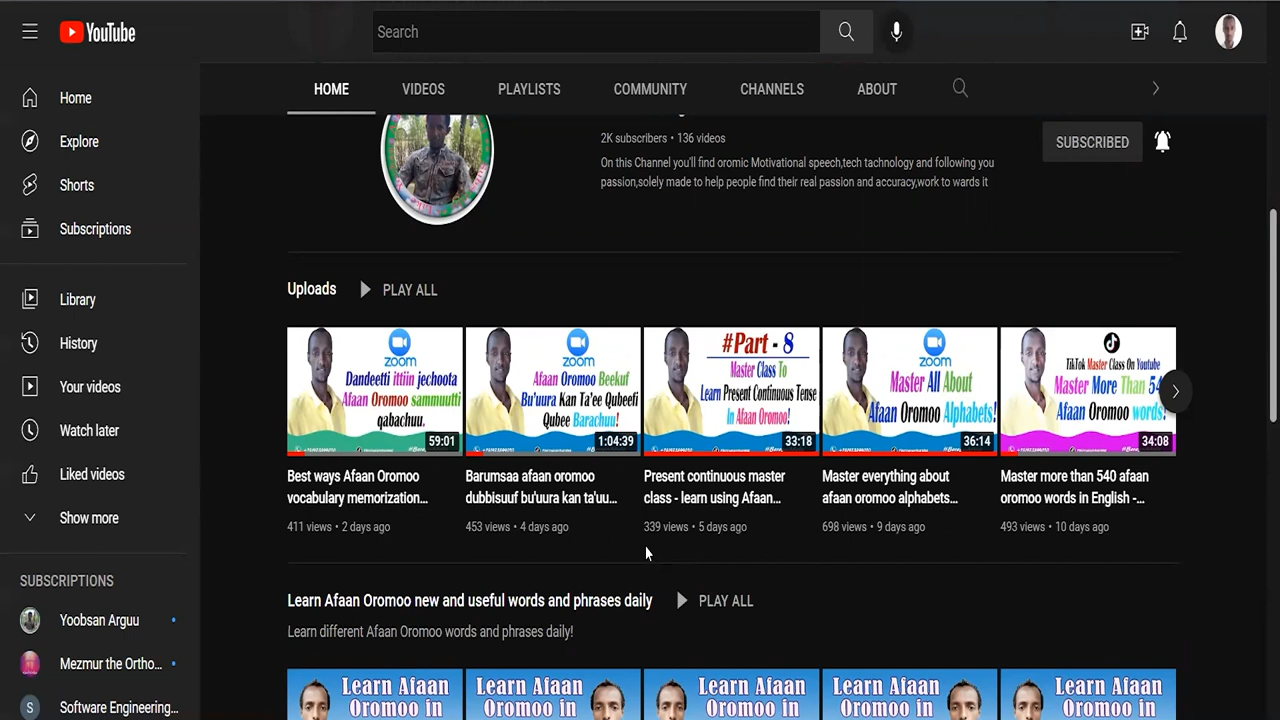 YouTube
Search
Home
Explore
Shorts
Subscriptions
Library
History
Your videos
Watch later
Liked videos
Show more
SUBSCRIPTIONS
Yoobsan Arguu
Mezmur the Ortho...
Software Engineering...
HOME
VIDEOS
PLAYLISTS
COMMUNITY
CHANNELS
ABOUT
2K subscribers • 136 videos
On this Channel you'll find oromic Motivational speech,tech tachnology and following you
passion,solely made to help people find their real passion and accuracy,work to wards it
SUBSCRIBED
Uploads
PLAY ALL
zoom
Dandeetti ittiin jechoota
Afaan Oromoo sammuutti
qabachuu.
59:01
Best ways Afaan Oromoo
vocabulary memorization...
411 views • 2 days ago
zoom
Afaan Oromoo Beekuf
Bu'uura Kan Ta'ee Qubeefi
Qubee Barachuu!
1:04:39
Barumsaa afaan oromoo
dubbisuuf bu'uura kan ta'uu...
453 views • 4 days ago
#Part - 8
Master Class To
Learn Present Continuous Tense
In Afaan Oromoo!
33:18
Present continuous master
class - learn using Afaan...
339 views • 5 days ago
zoom
Master All About
Afaan Oromoo Alphabets!
36:14
Master everything about
afaan oromoo alphabets...
698 views • 9 days ago
TikTok Master Class On Youtube
Master More Than 54
Afaan Oromoo words!
34:08
Master more than 540 afaan
oromoo words in English -...
493 views • 10 days ago
Learn Afaan Oromoo new and useful words and phrases daily
PLAY ALL
Learn different Afaan Oromoo words and phrases daily!
Learn Afaan
Oromoo in
Learn Afaan
Oromoo in
Learn Afaan
Oromoo in
Learn Afaan
Oromoo in
Learn Afaan
Oromoo in